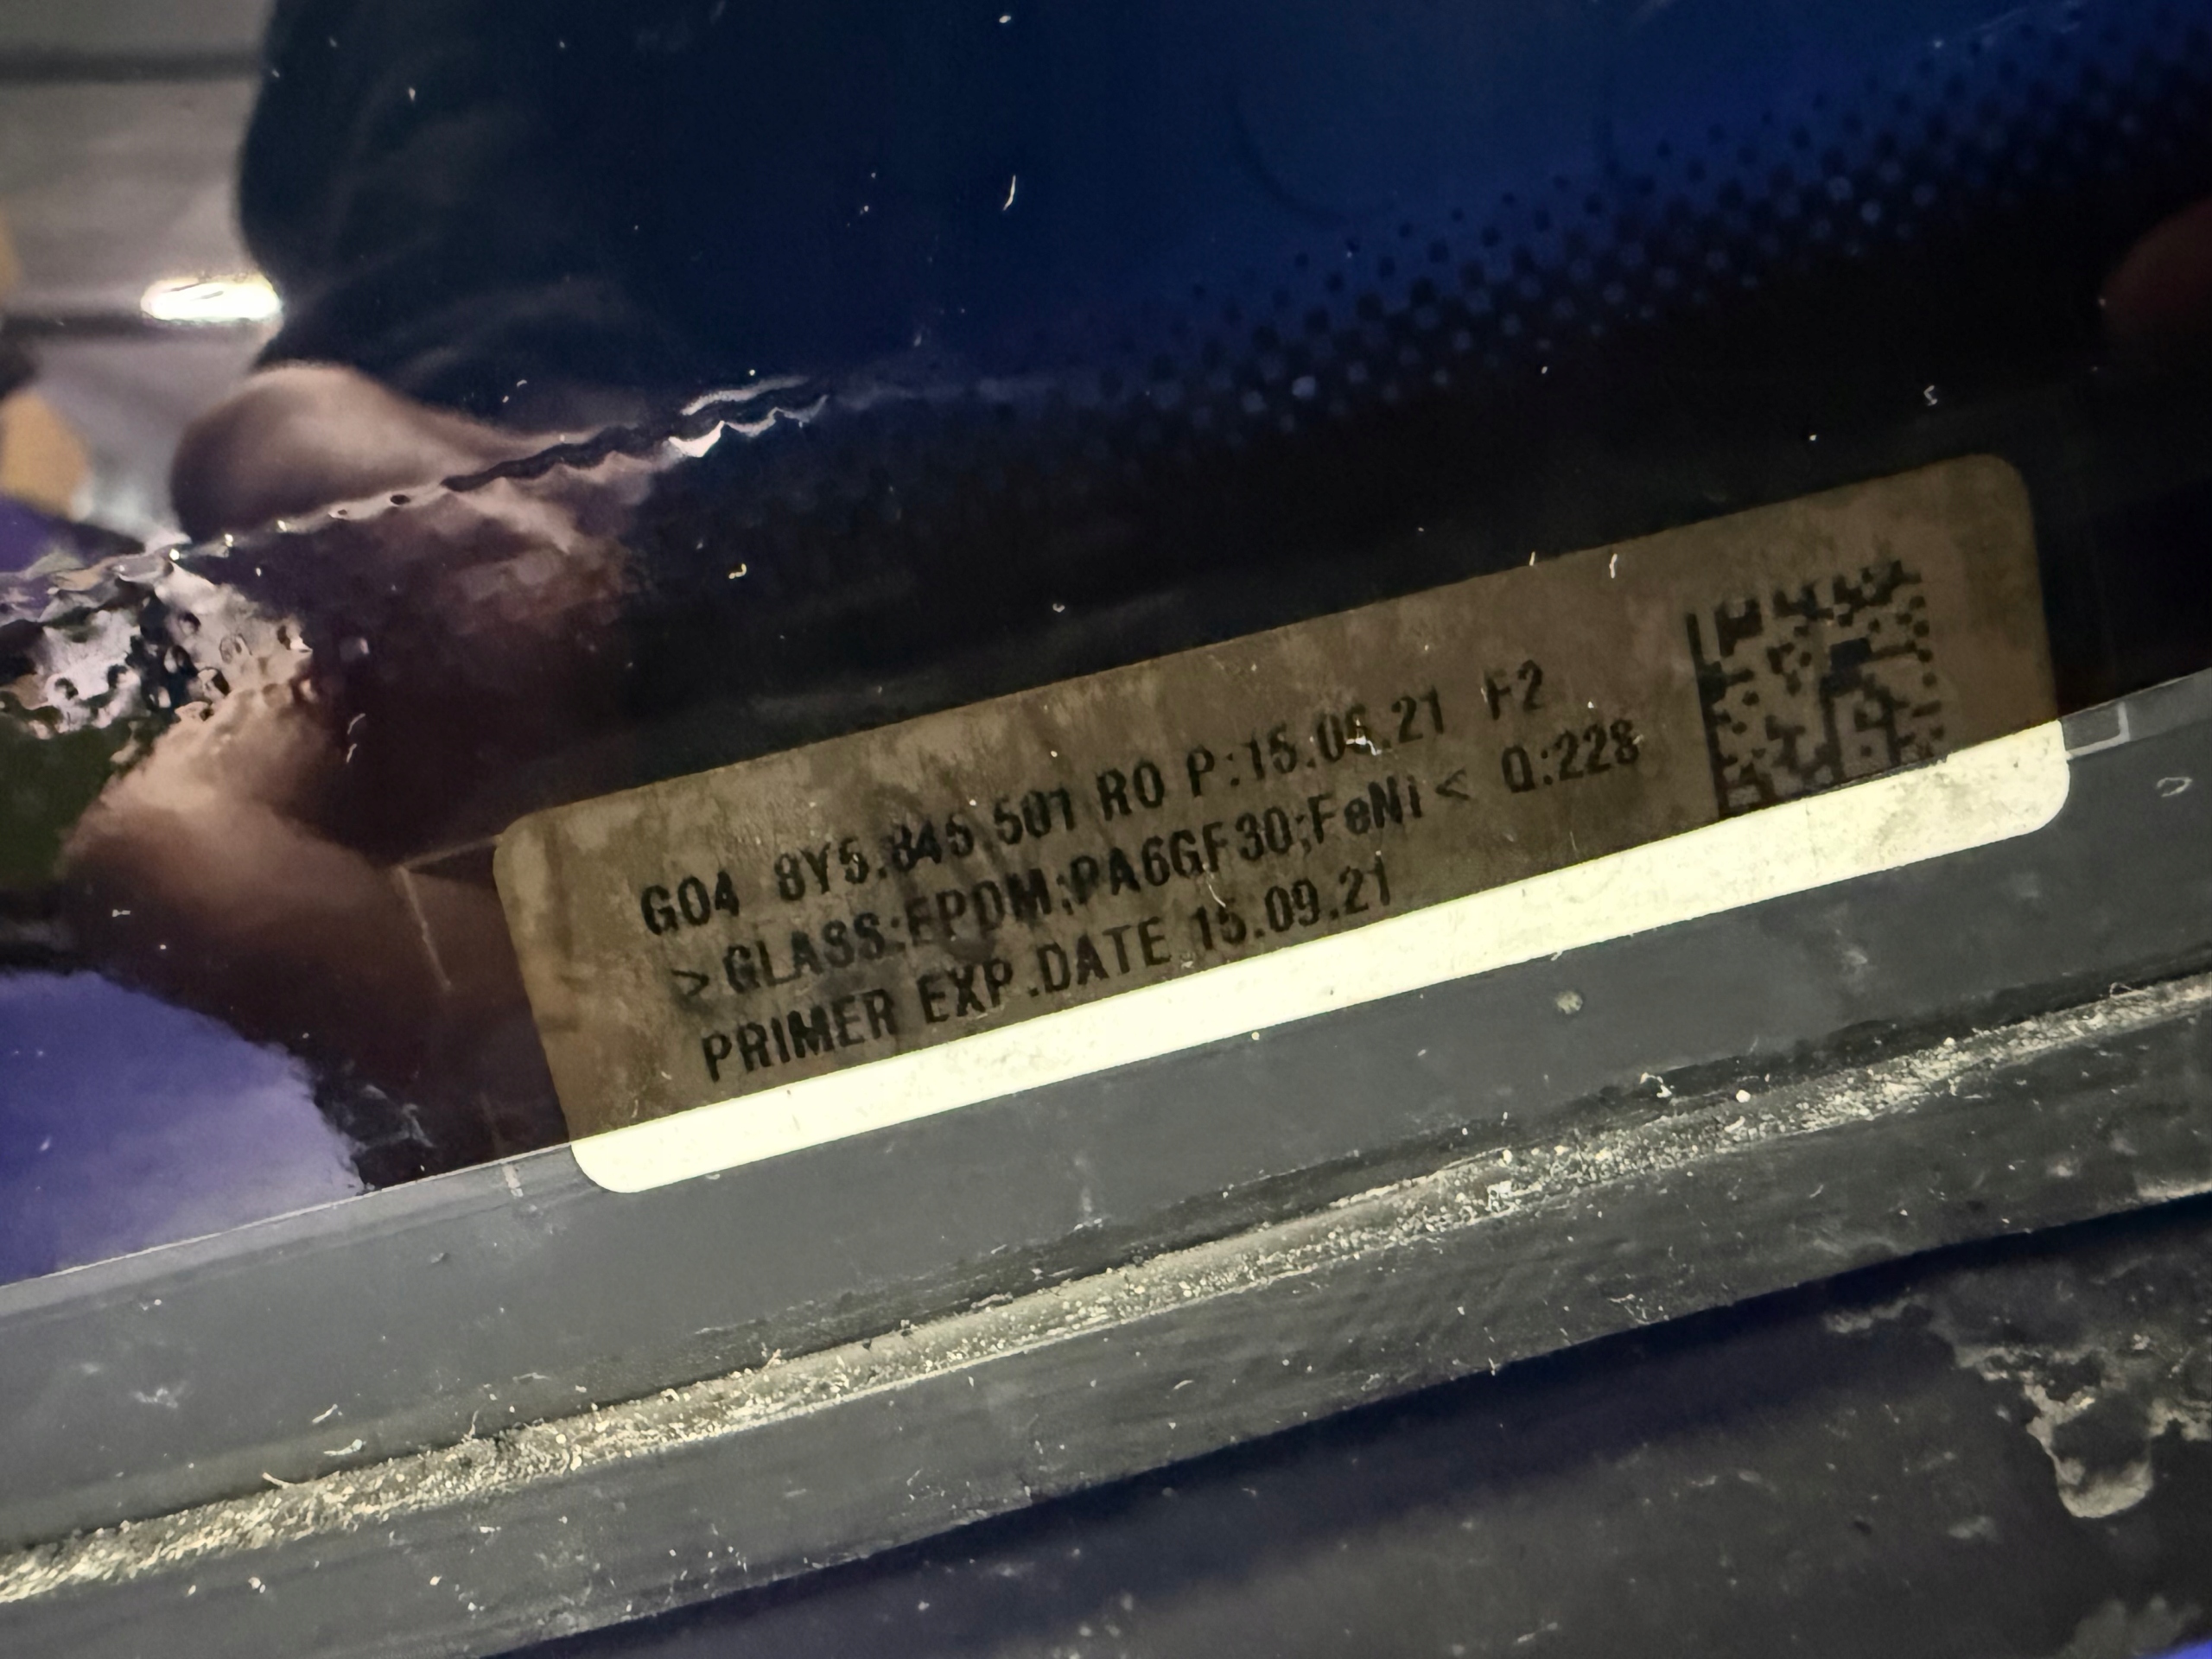 G04 8Y5.845.501 R0 P:15.06.21 F2
>GLASS:EPDM;PA6GF30;FeNi< Q:228
PRIMER EXP.DATE 15.09.21